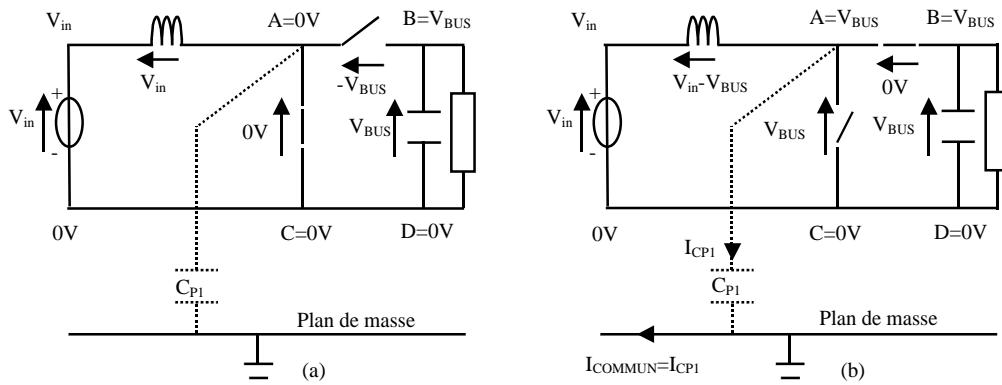 V_in A=0V B=V_BUS
V_in -V_BUS
V_in + - 0V V_BUS
0V C=0V D=0V
C_P1
Plan de masse
(a)
V_in A=V_BUS B=V_BUS
V_in-V_BUS 0V
V_in + - V_BUS V_BUS
0V C=0V D=0V
I_CP1
C_P1
Plan de masse
I_COMMUN=I_CP1 (b)